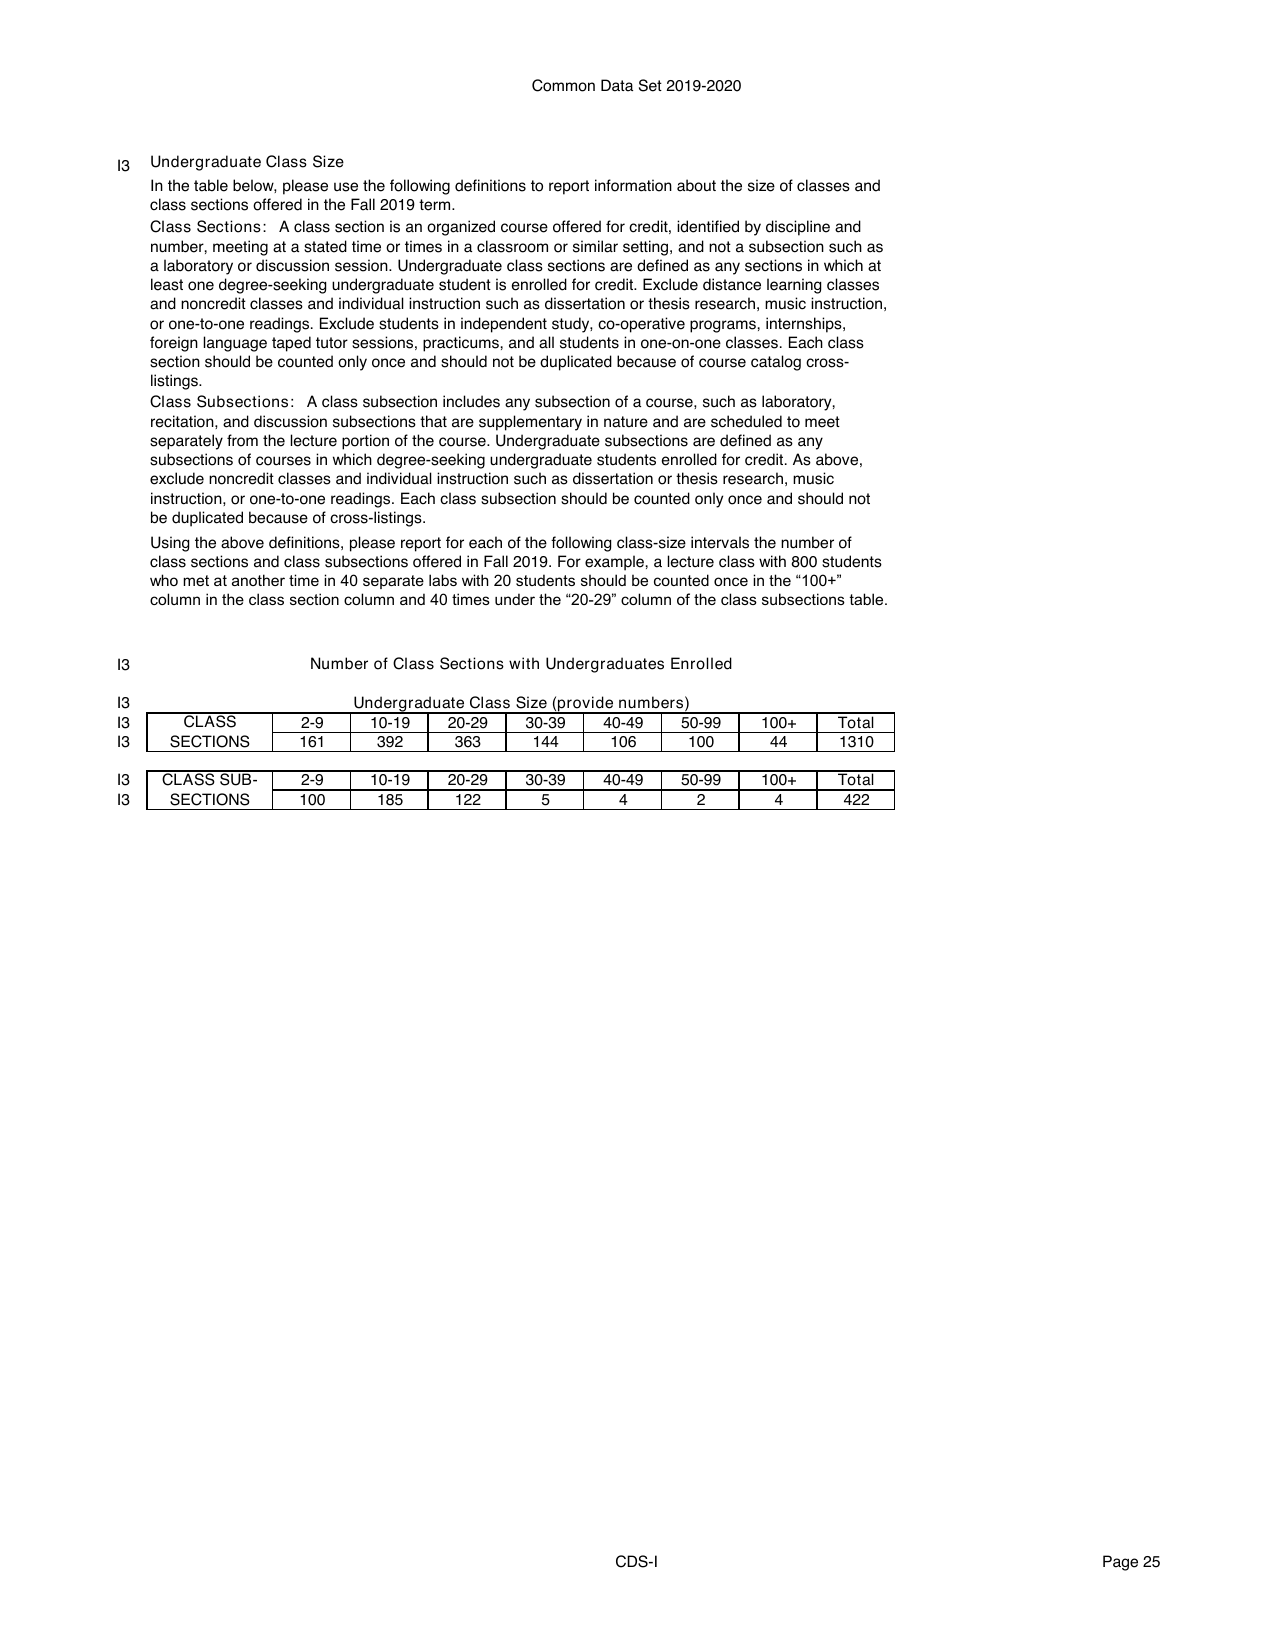 Common Data Set 2019-2020
I3 Undergraduate Class Size
In the table below, please use the following definitions to report information about the size of classes and
class sections offered in the Fall 2019 term.
Class Sections: A class section is an organized course offered for credit, identified by discipline and
number, meeting at a stated time or times in a classroom or similar setting, and not a subsection such as
a laboratory or discussion session. Undergraduate class sections are defined as any sections in which at
least one degree-seeking undergraduate student is enrolled for credit. Exclude distance learning classes
and noncredit classes and individual instruction such as dissertation or thesis research, music instruction,
or one-to-one readings. Exclude students in independent study, co-operative programs, internships,
foreign language taped tutor sessions, practicums, and all students in one-on-one classes. Each class
section should be counted only once and should not be duplicated because of course catalog cross-
listings.
Class Subsections: A class subsection includes any subsection of a course, such as laboratory,
recitation, and discussion subsections that are supplementary in nature and are scheduled to meet
separately from the lecture portion of the course. Undergraduate subsections are defined as any
subsections of courses in which degree-seeking undergraduate students enrolled for credit. As above,
exclude noncredit classes and individual instruction such as dissertation or thesis research, music
instruction, or one-to-one readings. Each class subsection should be counted only once and should not
be duplicated because of cross-listings.
Using the above definitions, please report for each of the following class-size intervals the number of
class sections and class subsections offered in Fall 2019. For example, a lecture class with 800 students
who met at another time in 40 separate labs with 20 students should be counted once in the “100+”
column in the class section column and 40 times under the “20-29” column of the class subsections table.
I3 Number of Class Sections with Undergraduates Enrolled
I3 Undergraduate Class Size (provide numbers)
I3 CLASS 2-9 10-19 20-29 30-39 40-49 50-99 100+ Total
I3 SECTIONS 161 392 363 144 106 100 44 1310
I3 CLASS SUB- 2-9 10-19 20-29 30-39 40-49 50-99 100+ Total
I3 SECTIONS 100 185 122 5 4 2 4 422
CDS-I Page 25